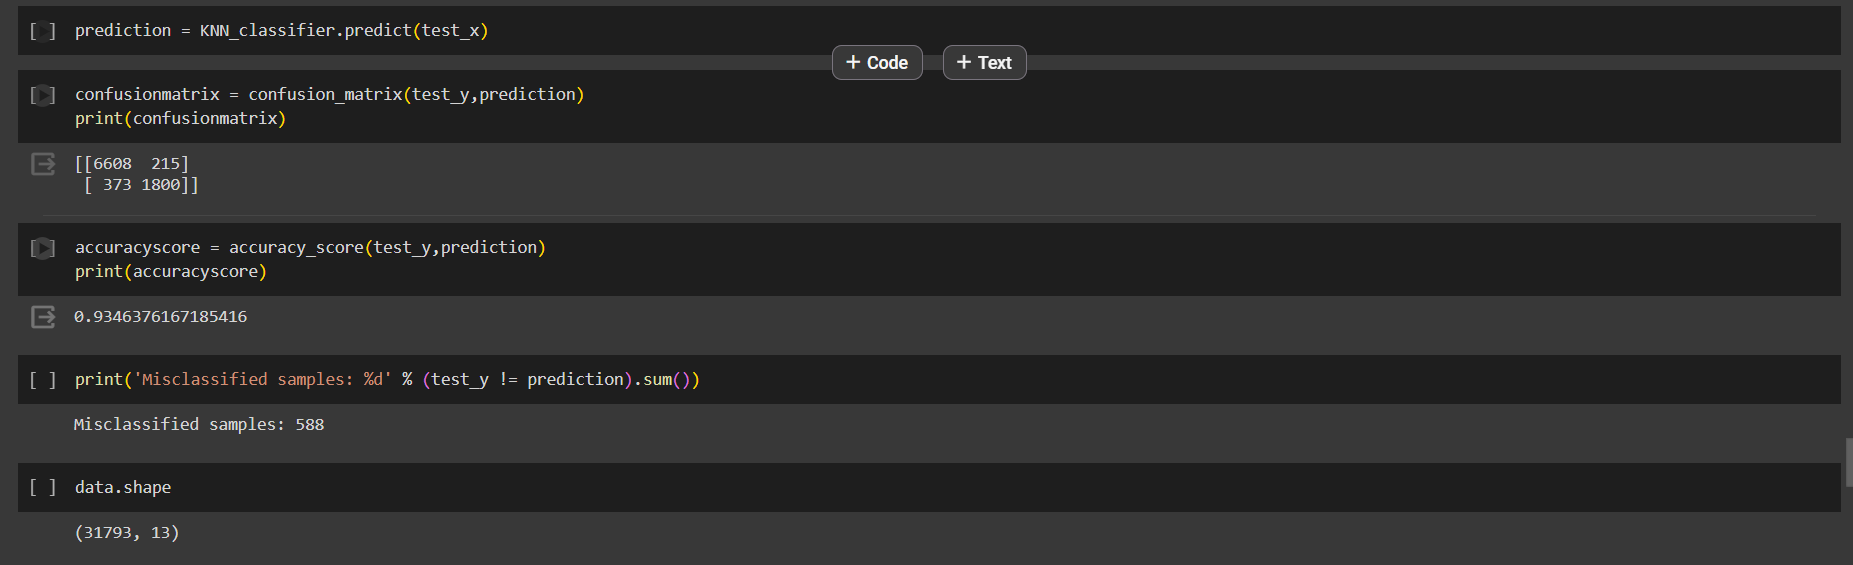 [ ] prediction = KNN_classifier.predict(test_x)
+ Code + Text
[ ] confusionmatrix = confusion_matrix(test_y,prediction)
print(confusionmatrix)
[[6608  215]
 [ 373 1800]]
[ ] accuracyscore = accuracy_score(test_y,prediction)
print(accuracyscore)
0.9346376167185416
[ ] print('Misclassified samples: %d' % (test_y != prediction).sum())
Misclassified samples: 588
[ ] data.shape
(31793, 13)